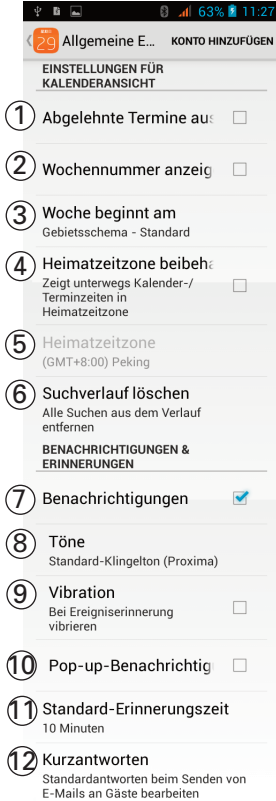 63% 11:27
29 Allgemeine E... KONTO HINZUFÜGEN
EINSTELLUNGEN FÜR
KALENDERANSICHT
1 Abgelehnte Termine aus
2 Wochennummer anzeig
3 Woche beginnt am
Gebietsschema - Standard
4 Heimatzeitzone beibeha
Zeigt unterwegs Kalender-/
Terminzeiten in
Heimatzeitzone
5 Heimatzeitzone
(GMT+8:00) Peking
6 Suchverlauf löschen
Alle Suchen aus dem Verlauf
entfernen
BENACHRICHTIGUNGEN &
ERINNERUNGEN
7 Benachrichtigungen
8 Töne
Standard-Klingelton (Proxima)
9 Vibration
Bei Ereigniserinnerung
vibrieren
10 Pop-up-Benachrichtig
11 Standard-Erinnerungszeit
10 Minuten
12 Kurzantworten
Standardantworten beim Senden von
E-Mails an Gäste bearbeiten